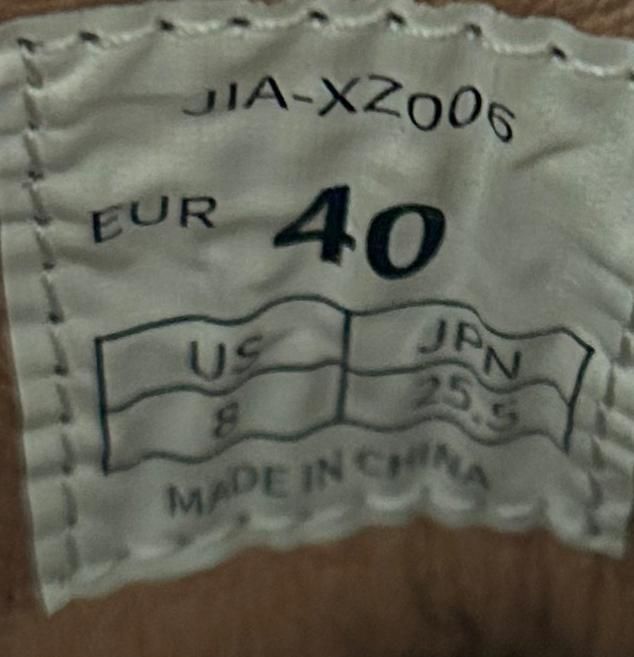 JIA-XZ006
EUR 40
US JPN
8 25.5
MADE IN CHINA